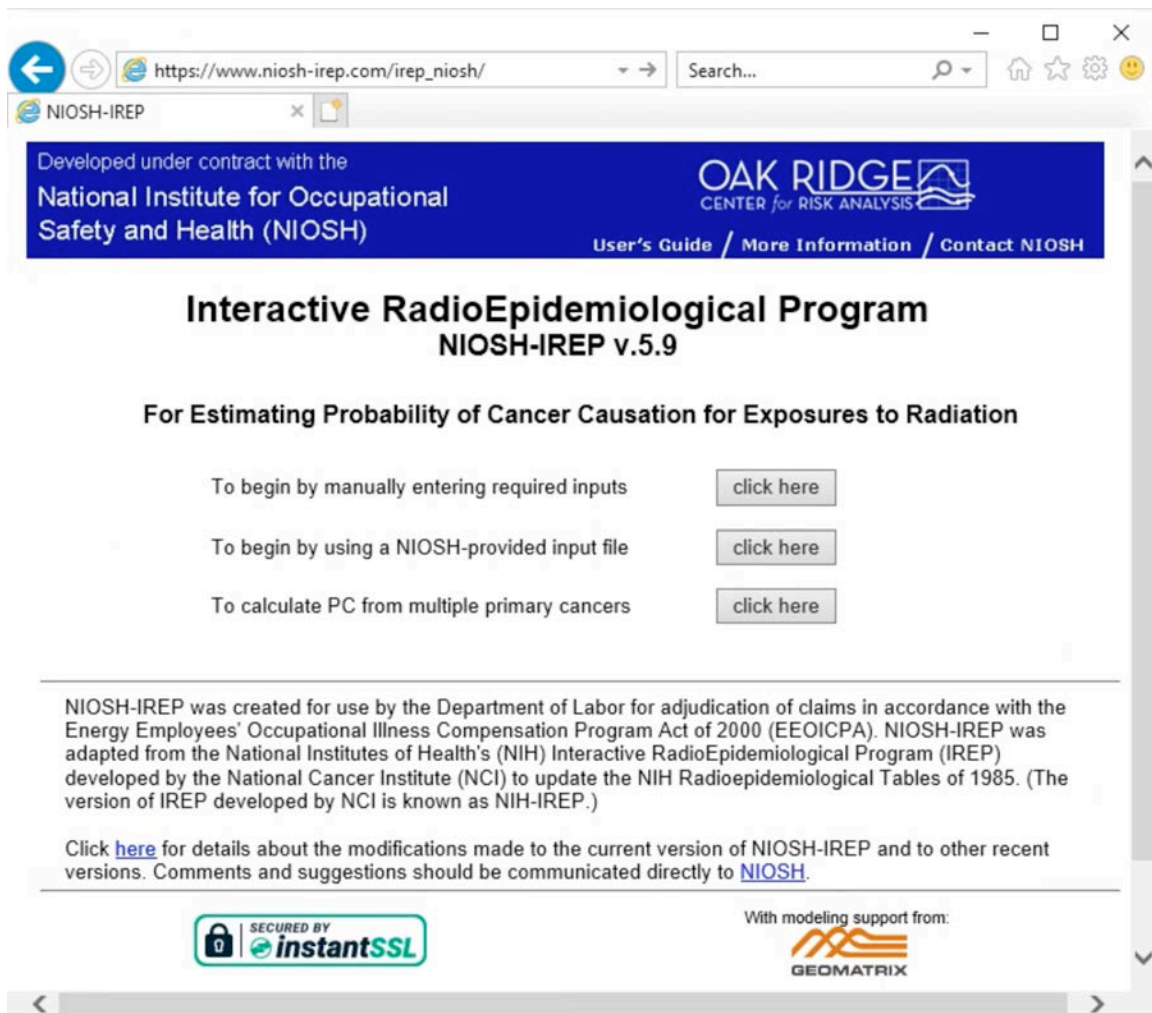 https://www.niosh-irep.com/irep_niosh/
Search...
NIOSH-IREP
Developed under contract with the
National Institute for Occupational
Safety and Health (NIOSH)
OAK RIDGE
CENTER for RISK ANALYSIS
User's Guide / More Information / Contact NIOSH
Interactive RadioEpidemiological Program
NIOSH-IREP v.5.9
For Estimating Probability of Cancer Causation for Exposures to Radiation
To begin by manually entering required inputs click here
To begin by using a NIOSH-provided input file click here
To calculate PC from multiple primary cancers click here
NIOSH-IREP was created for use by the Department of Labor for adjudication of claims in accordance with the
Energy Employees' Occupational Illness Compensation Program Act of 2000 (EEOICPA). NIOSH-IREP was
adapted from the National Institutes of Health's (NIH) Interactive RadioEpidemiological Program (IREP)
developed by the National Cancer Institute (NCI) to update the NIH Radioepidemiological Tables of 1985. (The
version of IREP developed by NCI is known as NIH-IREP.)
Click here for details about the modifications made to the current version of NIOSH-IREP and to other recent
versions. Comments and suggestions should be communicated directly to NIOSH.
SECURED BY
instantSSL
With modeling support from:
GEOMATRIX